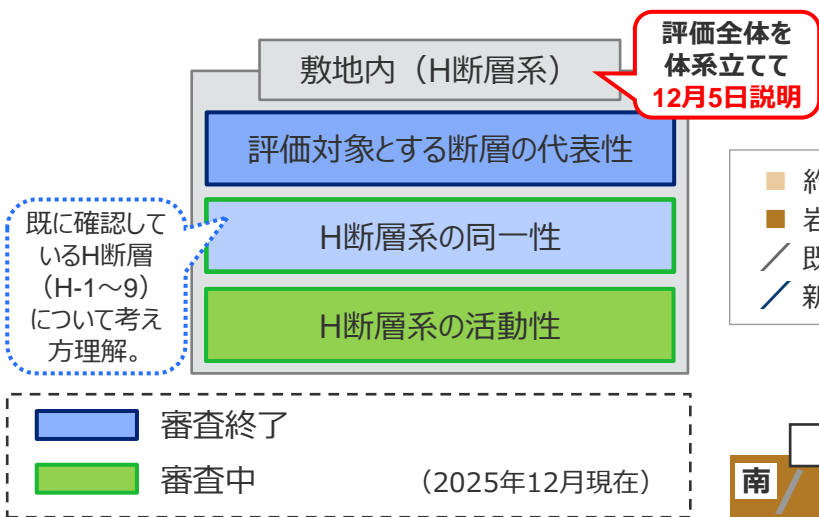 敷地内（H断層系）
評価全体を
体系立てて
12月5日説明
評価対象とする断層の代表性
H断層系の同一性
H断層系の活動性
既に確認して
いるH断層
（H-1～9）
について考え
方理解。
審査終了
審査中
（2025年12月現在）
約
岩
既
新
南